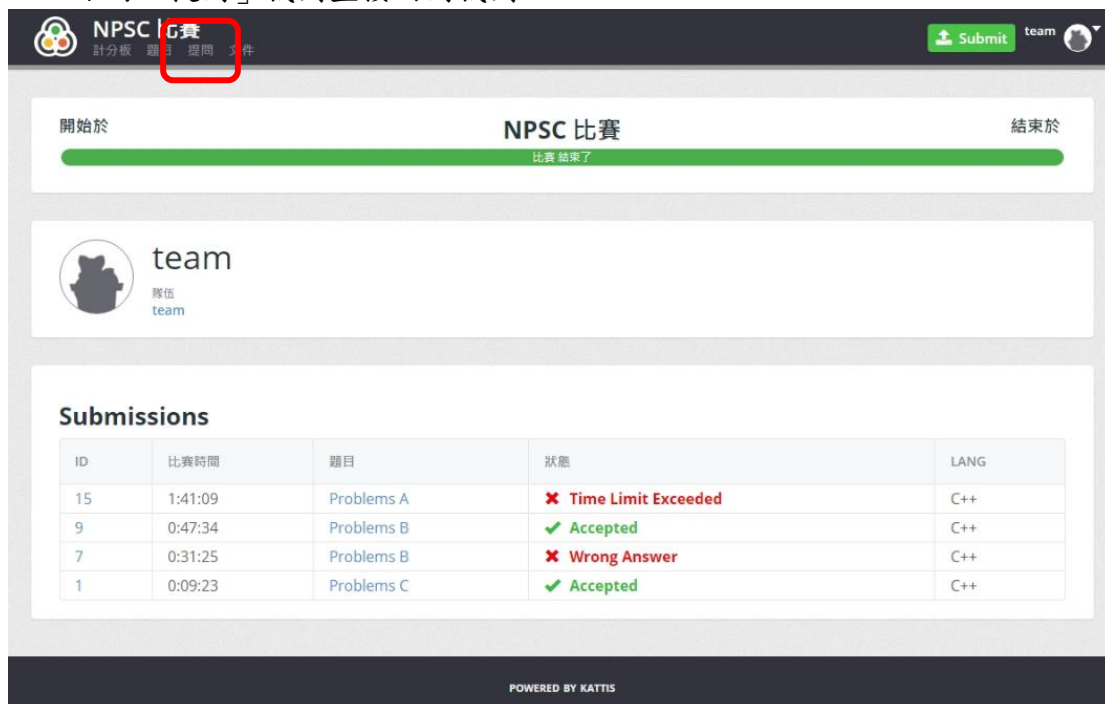 NPSC 比賽
計分板 題目 提問 文件
Submit team
開始於 NPSC 比賽 結束於
比賽 結束了
team
隊伍
team
Submissions
ID 比賽時間 題目 狀態 LANG
15 1:41:09 Problems A Time Limit Exceeded C++
9 0:47:34 Problems B Accepted C++
7 0:31:25 Problems B Wrong Answer C++
1 0:09:23 Problems C Accepted C++
POWERED BY KATTIS